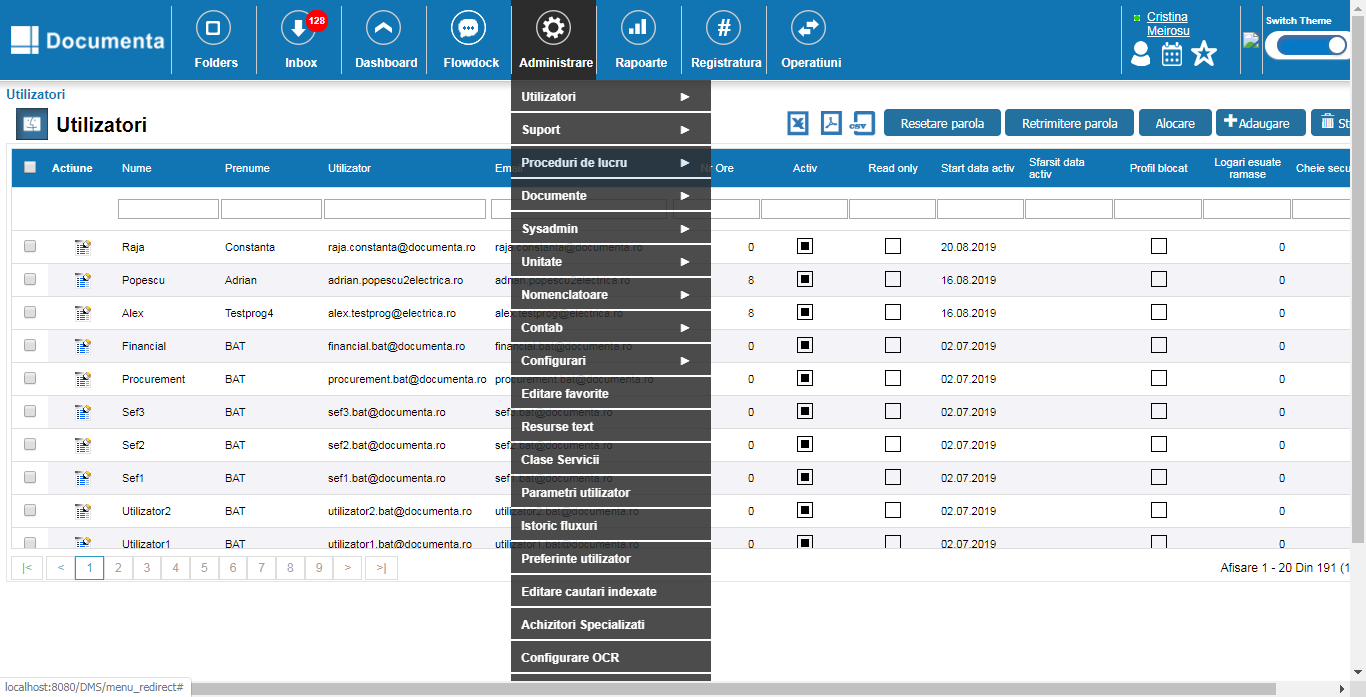 Documenta
Folders
128
Inbox
Dashboard
Flowdock
Administrare
Rapoarte
#
Registratura
Operatiuni
Cristina
Meirosu
Switch Theme
Utilizatori
Utilizatori
csv
Resetare parola
Retrimitere parola
Alocare
Adaugare
Utilizatori
Suport
Proceduri de lucru
Documente
Sysadmin
Unitate
Nomenclatoare
Contab
Configurari
Editare favorite
Resurse text
Clase Servicii
Parametri utilizator
Istoric fluxuri
Preferinte utilizator
Editare cautari indexate
Achizitori Specializati
Configurare OCR
Actiune Nume Prenume Utilizator Email Nr Ore Activ Read only Start data activ Sfarsit data activ Profil blocat Logari esuate ramase Cheie secu
Raja Constanta raja.constanta@documenta.ro raja.constanta@documenta.ro 0 20.08.2019 0
Popescu Adrian adrian.popescu2electrica.ro adrian.popescu2electrica.ro 8 16.08.2019 0
Alex Testprog4 alex.testprog@electrica.ro alex.testprog@electrica.ro 8 16.08.2019 0
Financial BAT financial.bat@documenta.ro financial.bat@documenta.ro 0 02.07.2019 0
Procurement BAT procurement.bat@documenta.ro procurement.bat@documenta.ro 0 02.07.2019 0
Sef3 BAT sef3.bat@documenta.ro sef3.bat@documenta.ro 0 02.07.2019 0
Sef2 BAT sef2.bat@documenta.ro sef2.bat@documenta.ro 0 02.07.2019 0
Sef1 BAT sef1.bat@documenta.ro sef1.bat@documenta.ro 0 02.07.2019 0
Utilizator2 BAT utilizator2.bat@documenta.ro utilizator2.bat@documenta.ro 0 02.07.2019 0
Utilizator1 BAT utilizator1.bat@documenta.ro utilizator1.bat@documenta.ro 0 02.07.2019 0
|< < 1 2 3 4 5 6 7 8 9 > >|
Afisare 1 - 20 Din 191 (1
localhost:8080/DMS/menu_redirect#